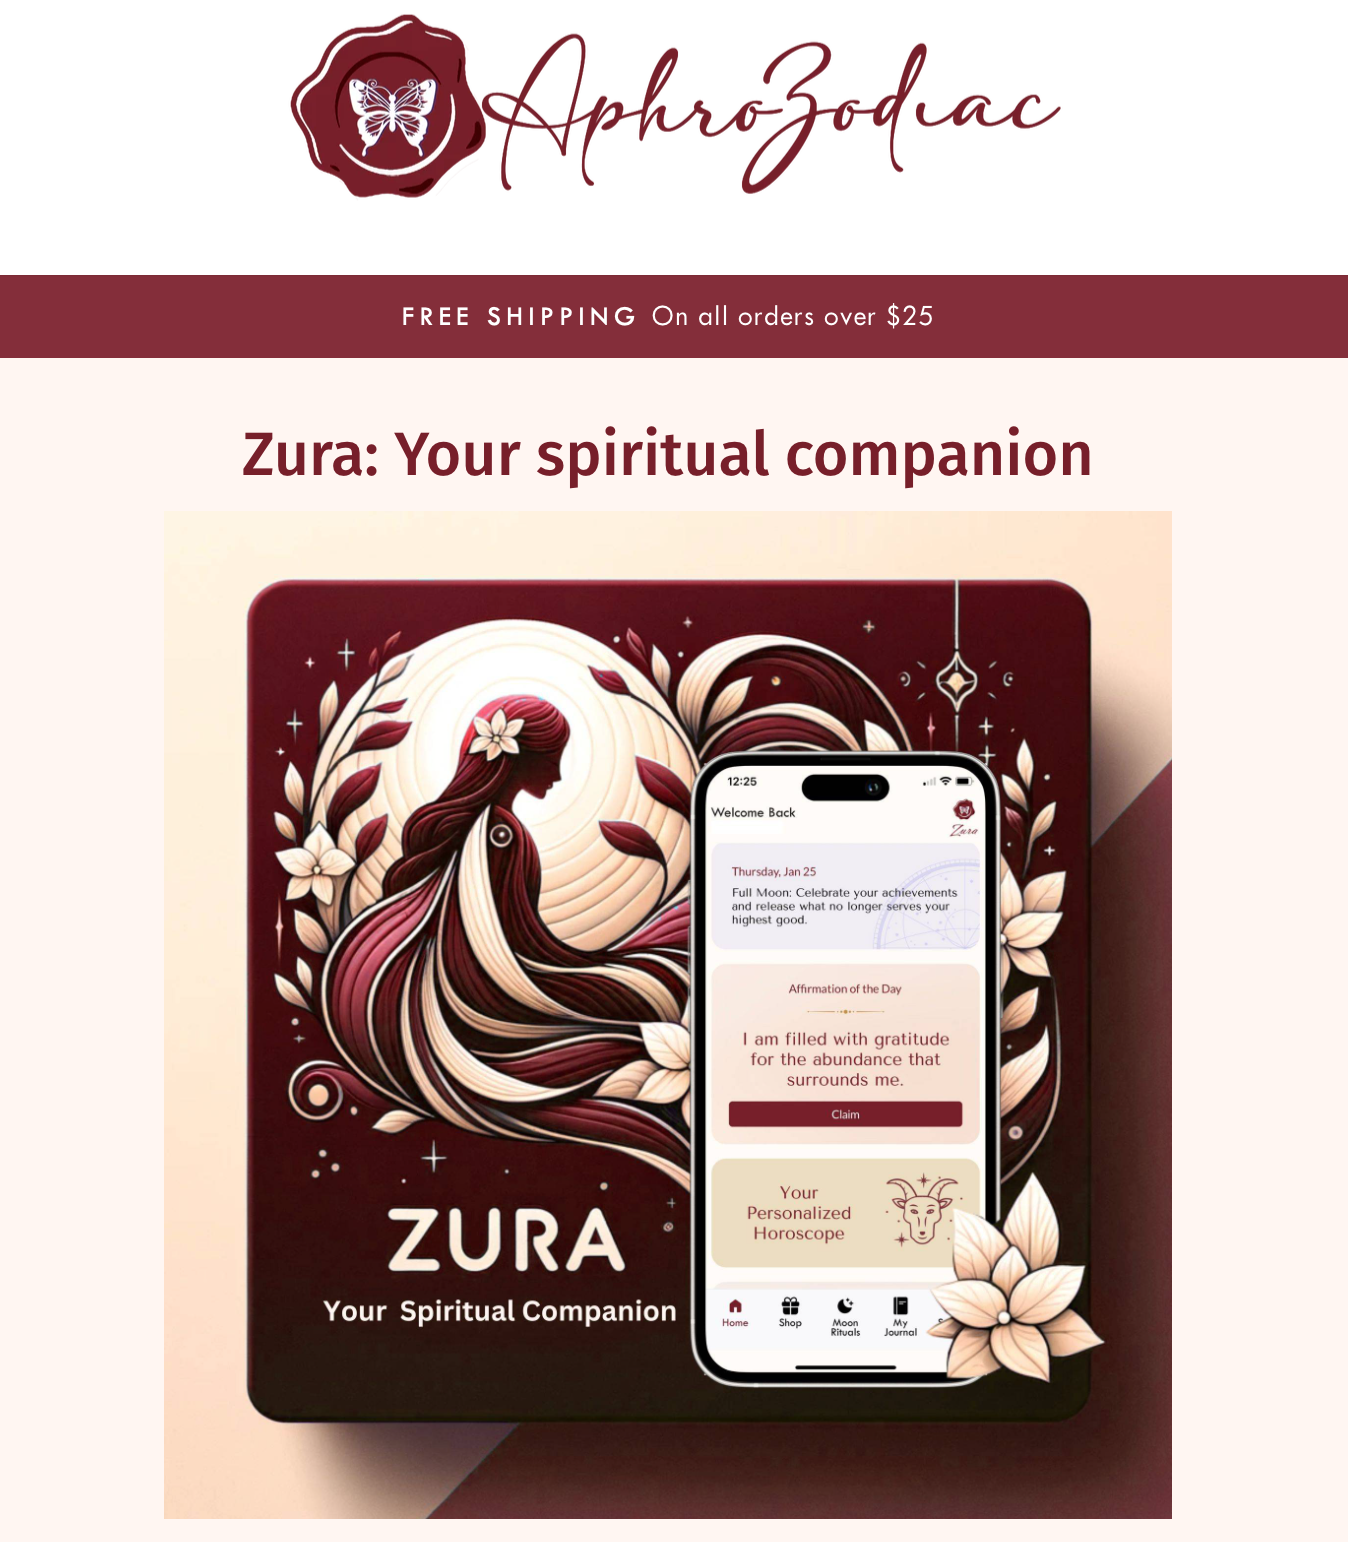 AphroZodiac
FREE SHIPPING On all orders over $25
Zura: Your spiritual companion
12:25
Welcome Back
Zura
Thursday, Jan 25
Full Moon: Celebrate your achievements
and release what no longer serves your
highest good.
Affirmation of the Day
I am filled with gratitude
for the abundance that
surrounds me.
Claim
Your
Personalized
Horoscope
Home
Shop
Moon
Rituals
My
Journal
ZURA
Your Spiritual Companion